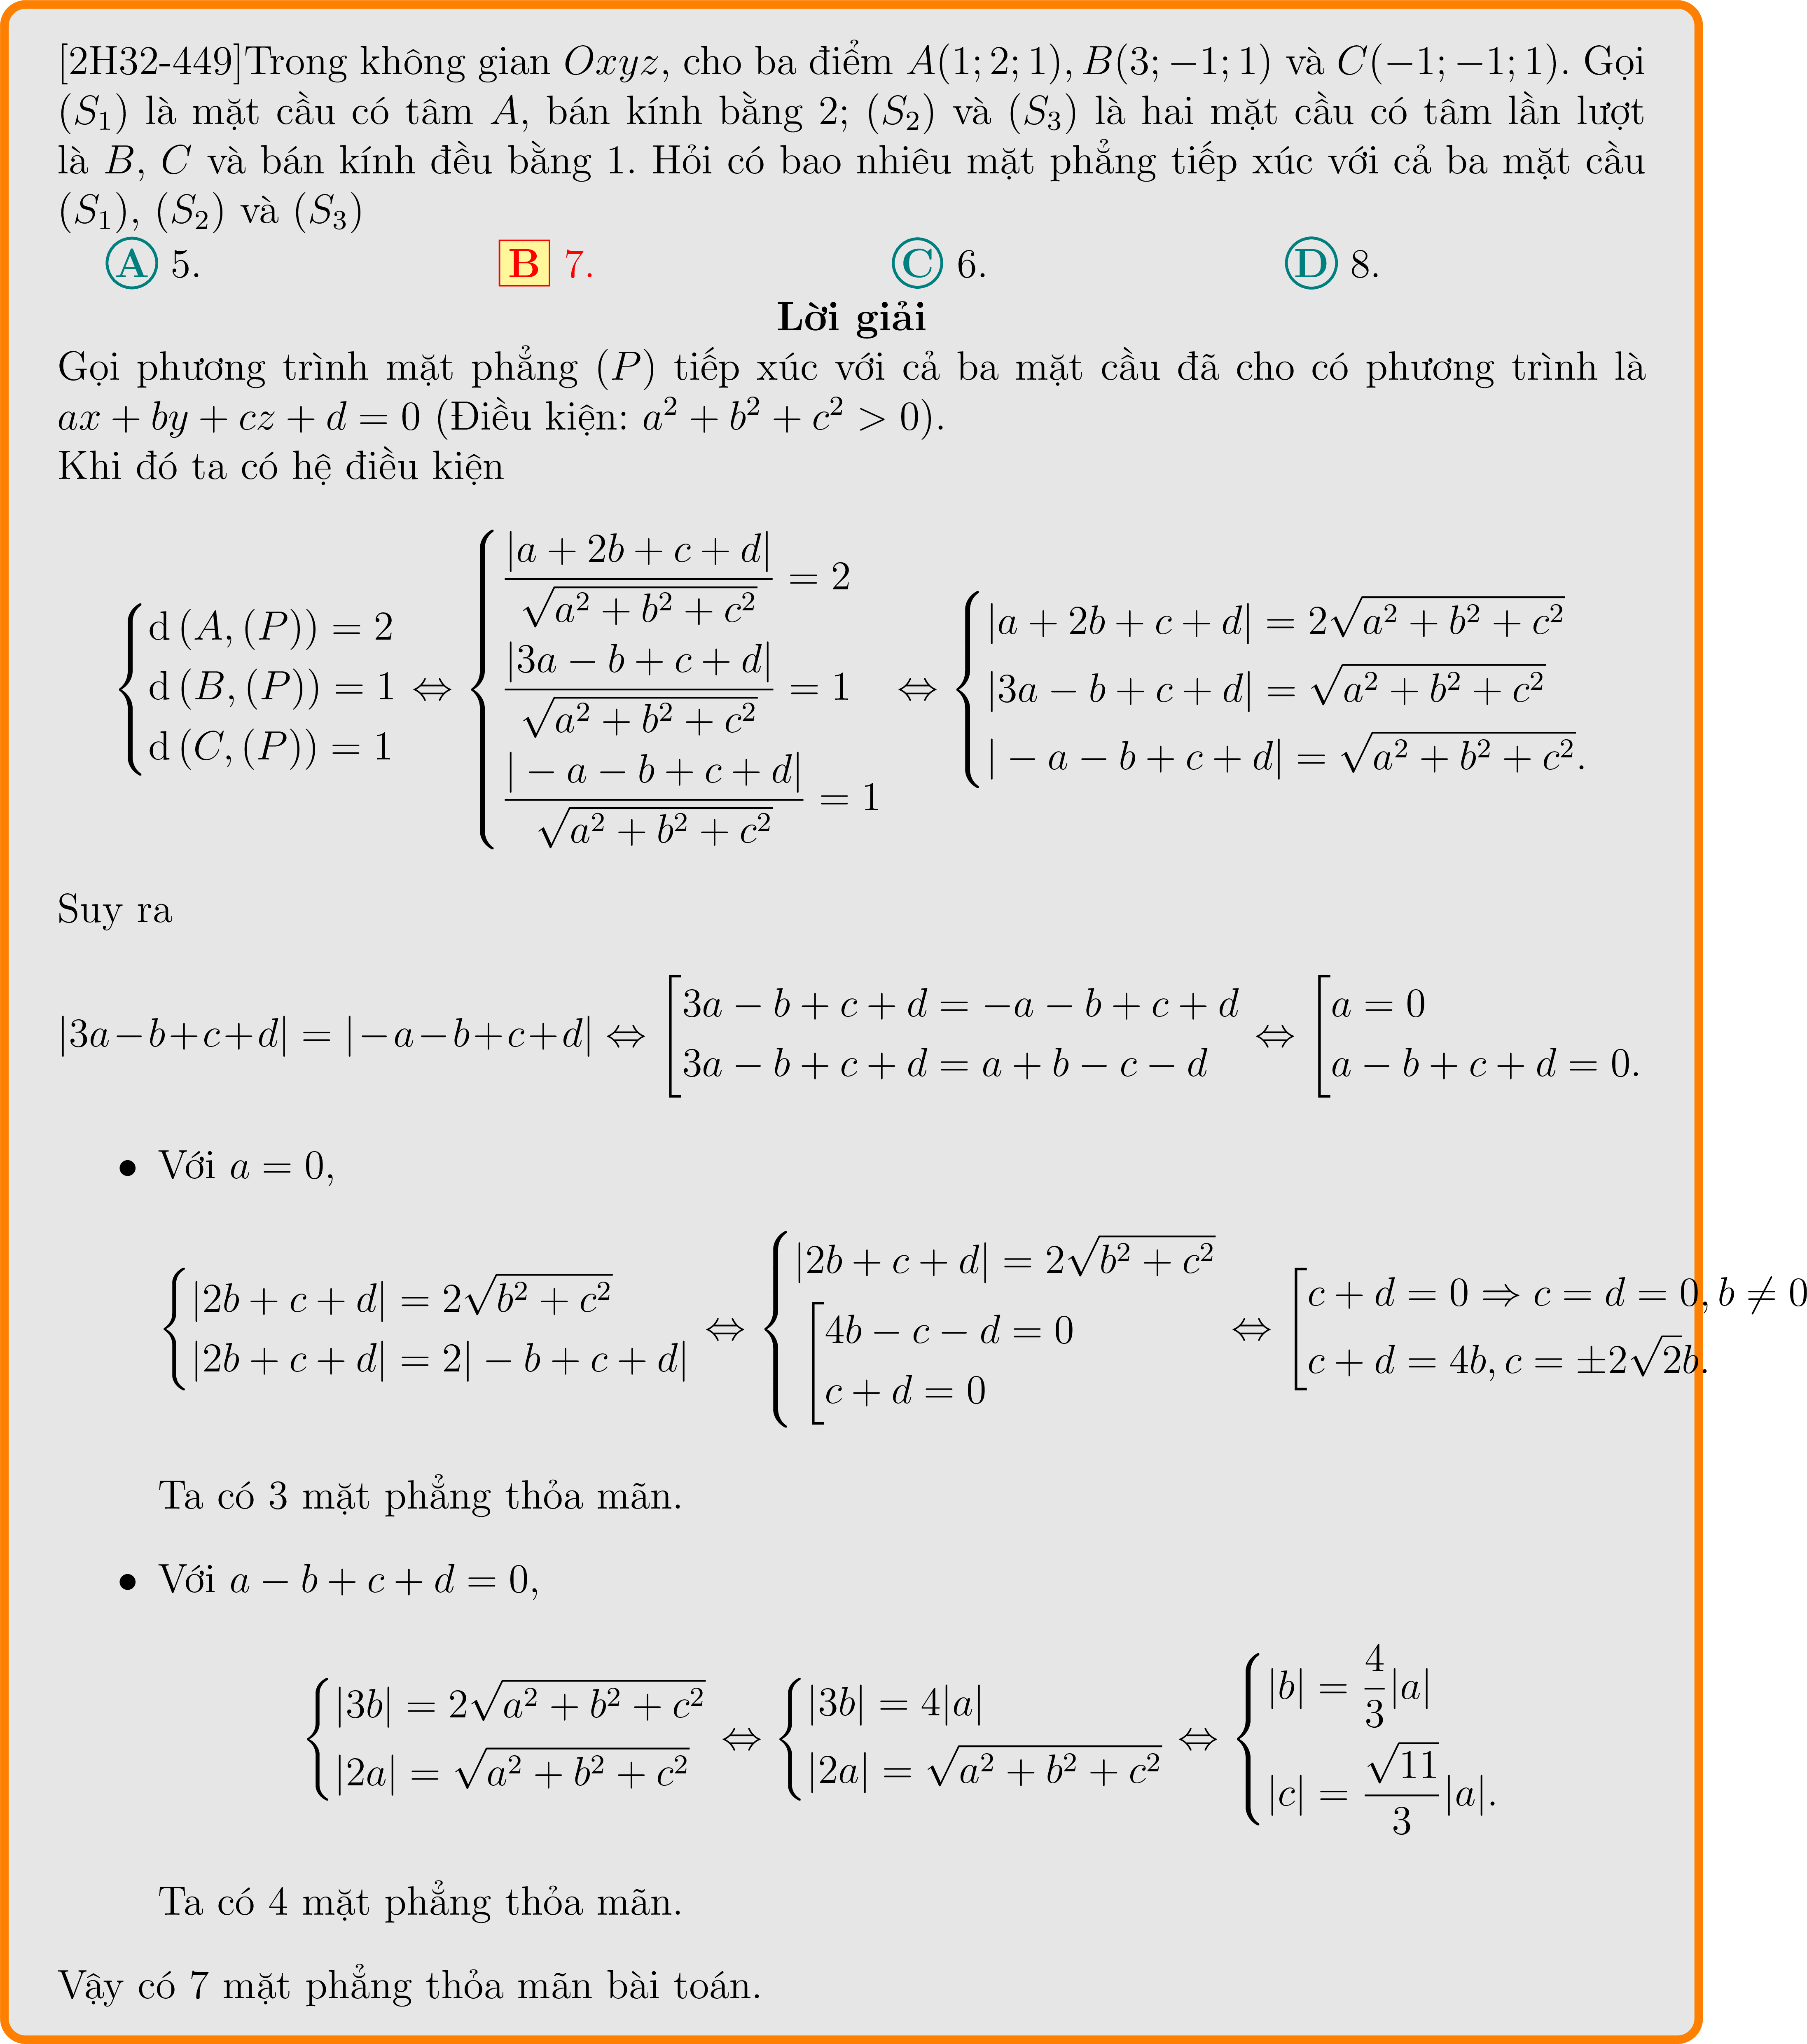 [2H32-449]Trong không gian $Oxyz$, cho ba điểm $A(1;2;1), B(3;-1;1)$ và $C(-1;-1;1)$. Gọi
$(S_1)$ là mặt cầu có tâm $A$, bán kính bằng 2; $(S_2)$ và $(S_3)$ là hai mặt cầu có tâm lần lượt
là $B$, $C$ và bán kính đều bằng 1. Hỏi có bao nhiêu mặt phẳng tiếp xúc với cả ba mặt cầu
$(S_1)$, $(S_2)$ và $(S_3)$
A 5. B 7. C 6. D 8.
Lời giải
Gọi phương trình mặt phẳng $(P)$ tiếp xúc với cả ba mặt cầu đã cho có phương trình là
$ax + by + cz + d = 0$ (Điều kiện: $a^2 + b^2 + c^2 > 0$).
Khi đó ta có hệ điều kiện
$\begin{cases} \mathrm{d}(A,(P)) = 2 \\ \mathrm{d}(B,(P)) = 1 \\ \mathrm{d}(C,(P)) = 1 \end{cases} \Leftrightarrow \begin{cases} \dfrac{|a+2b+c+d|}{\sqrt{a^2+b^2+c^2}} = 2 \\ \dfrac{|3a-b+c+d|}{\sqrt{a^2+b^2+c^2}} = 1 \\ \dfrac{|-a-b+c+d|}{\sqrt{a^2+b^2+c^2}} = 1 \end{cases} \Leftrightarrow \begin{cases} |a+2b+c+d| = 2\sqrt{a^2+b^2+c^2} \\ |3a-b+c+d| = \sqrt{a^2+b^2+c^2} \\ |-a-b+c+d| = \sqrt{a^2+b^2+c^2}. \end{cases}$
Suy ra
$|3a-b+c+d| = |-a-b+c+d| \Leftrightarrow \left[\begin{array}{l} 3a-b+c+d = -a-b+c+d \\ 3a-b+c+d = a+b-c-d \end{array}\right. \Leftrightarrow \left[\begin{array}{l} a = 0 \\ a-b+c+d = 0. \end{array}\right.$
• Với $a = 0$,
$\begin{cases} |2b+c+d| = 2\sqrt{b^2+c^2} \\ |2b+c+d| = 2|-b+c+d| \end{cases} \Leftrightarrow \begin{cases} |2b+c+d| = 2\sqrt{b^2+c^2} \\ \left[\begin{array}{l} 4b-c-d = 0 \\ c+d = 0 \end{array}\right. \end{cases} \Leftrightarrow \left[\begin{array}{l} c+d = 0 \Rightarrow c = d = 0, b \neq 0 \\ c+d = 4b, c = \pm 2\sqrt{2}b. \end{array}\right.$
Ta có 3 mặt phẳng thỏa mãn.
• Với $a - b + c + d = 0$,
$\begin{cases} |3b| = 2\sqrt{a^2+b^2+c^2} \\ |2a| = \sqrt{a^2+b^2+c^2} \end{cases} \Leftrightarrow \begin{cases} |3b| = 4|a| \\ |2a| = \sqrt{a^2+b^2+c^2} \end{cases} \Leftrightarrow \begin{cases} |b| = \dfrac{4}{3}|a| \\ |c| = \dfrac{\sqrt{11}}{3}|a|. \end{cases}$
Ta có 4 mặt phẳng thỏa mãn.
Vậy có 7 mặt phẳng thỏa mãn bài toán.